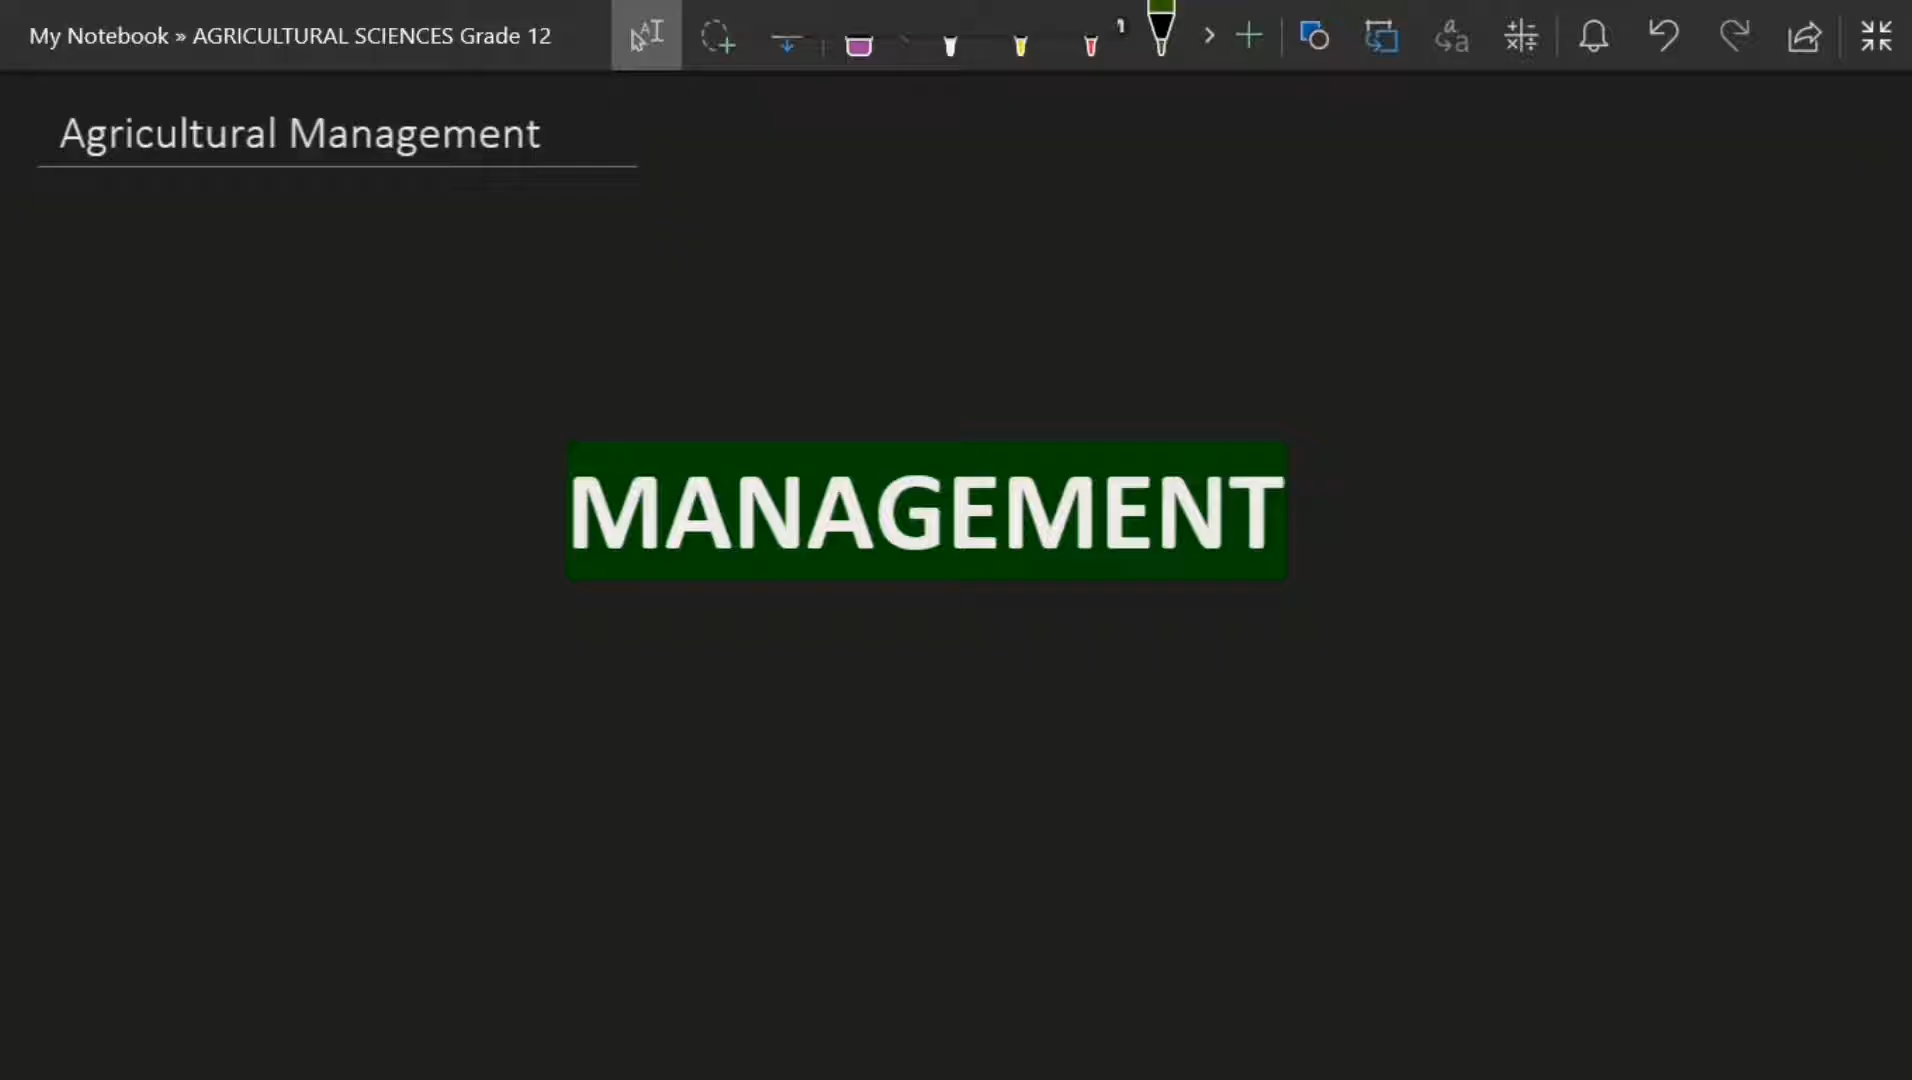 My Notebook » AGRICULTURAL SCIENCES Grade 12
Agricultural Management
MANAGEMENT